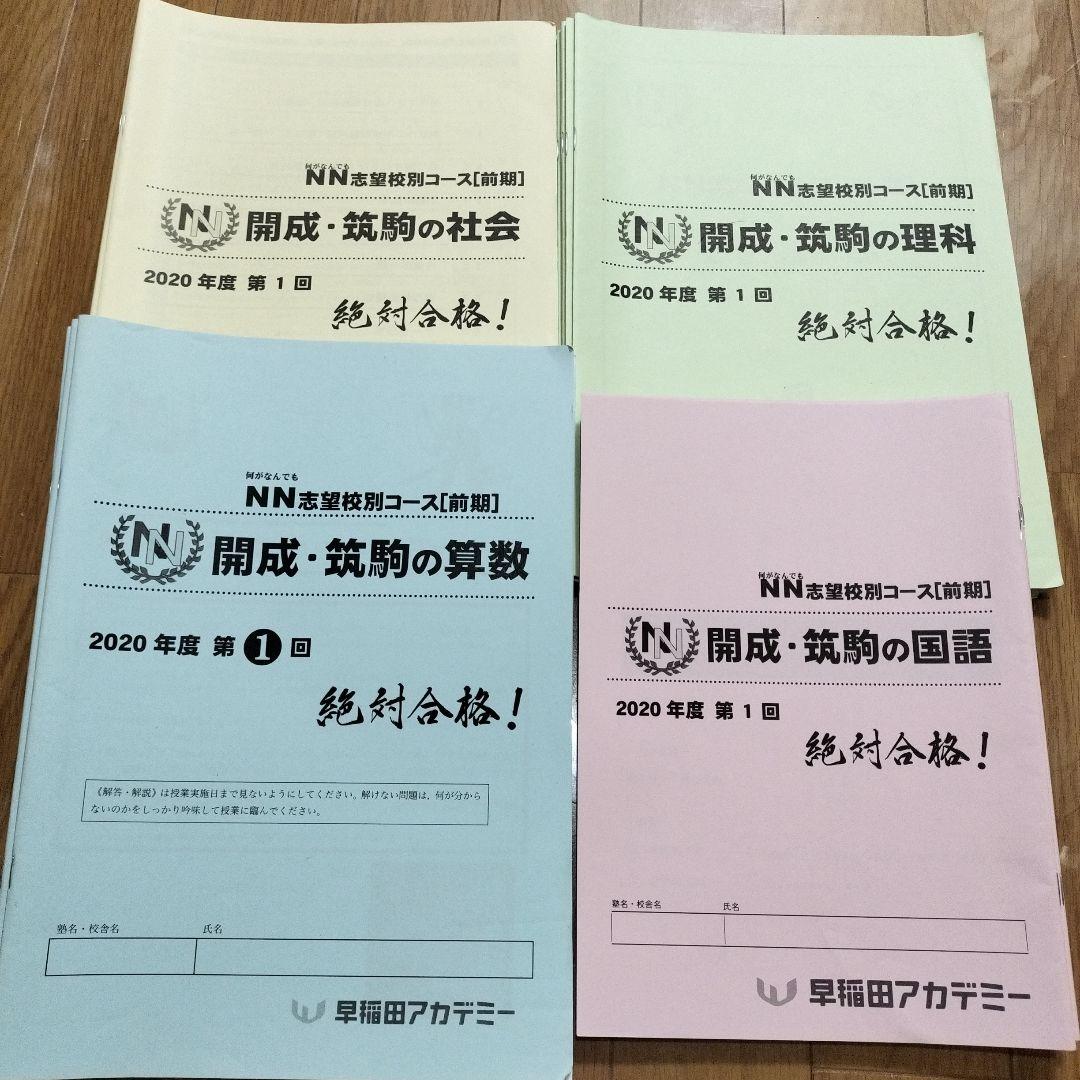 何がなんでも
NN志望校別コース[前期]
NN 開成・筑駒の社会
2020年度 第1回
絶対合格!
何がなんでも
NN志望校別コース[前期]
NN 開成・筑駒の理科
2020年度 第1回
絶対合格!
何がなんでも
NN志望校別コース[前期]
NN 開成・筑駒の算数
2020年度 第1回
絶対合格!
《解答・解説》は授業実施日まで見ないようにしてください。解けない問題は、何が分から
ないのかをしっかり吟味して授業に臨んでください。
塾名・校舎名 氏名
早稲田アカデミー
何がなんでも
NN志望校別コース[前期]
NN 開成・筑駒の国語
2020年度 第1回
絶対合格!
塾名・校舎名 氏名
早稲田アカデミー